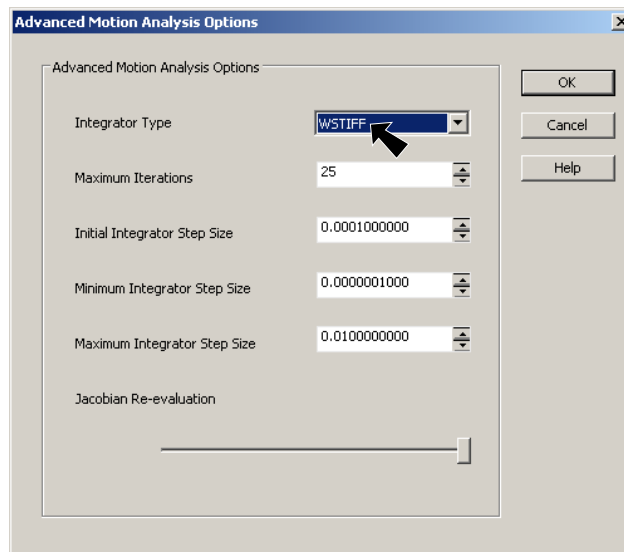 Advanced Motion Analysis Options
Advanced Motion Analysis Options
OK
Integrator Type
WSTIFF
Cancel
Maximum Iterations
25
Help
Initial Integrator Step Size
0.0001000000
Minimum Integrator Step Size
0.0000001000
Maximum Integrator Step Size
0.0100000000
Jacobian Re-evaluation